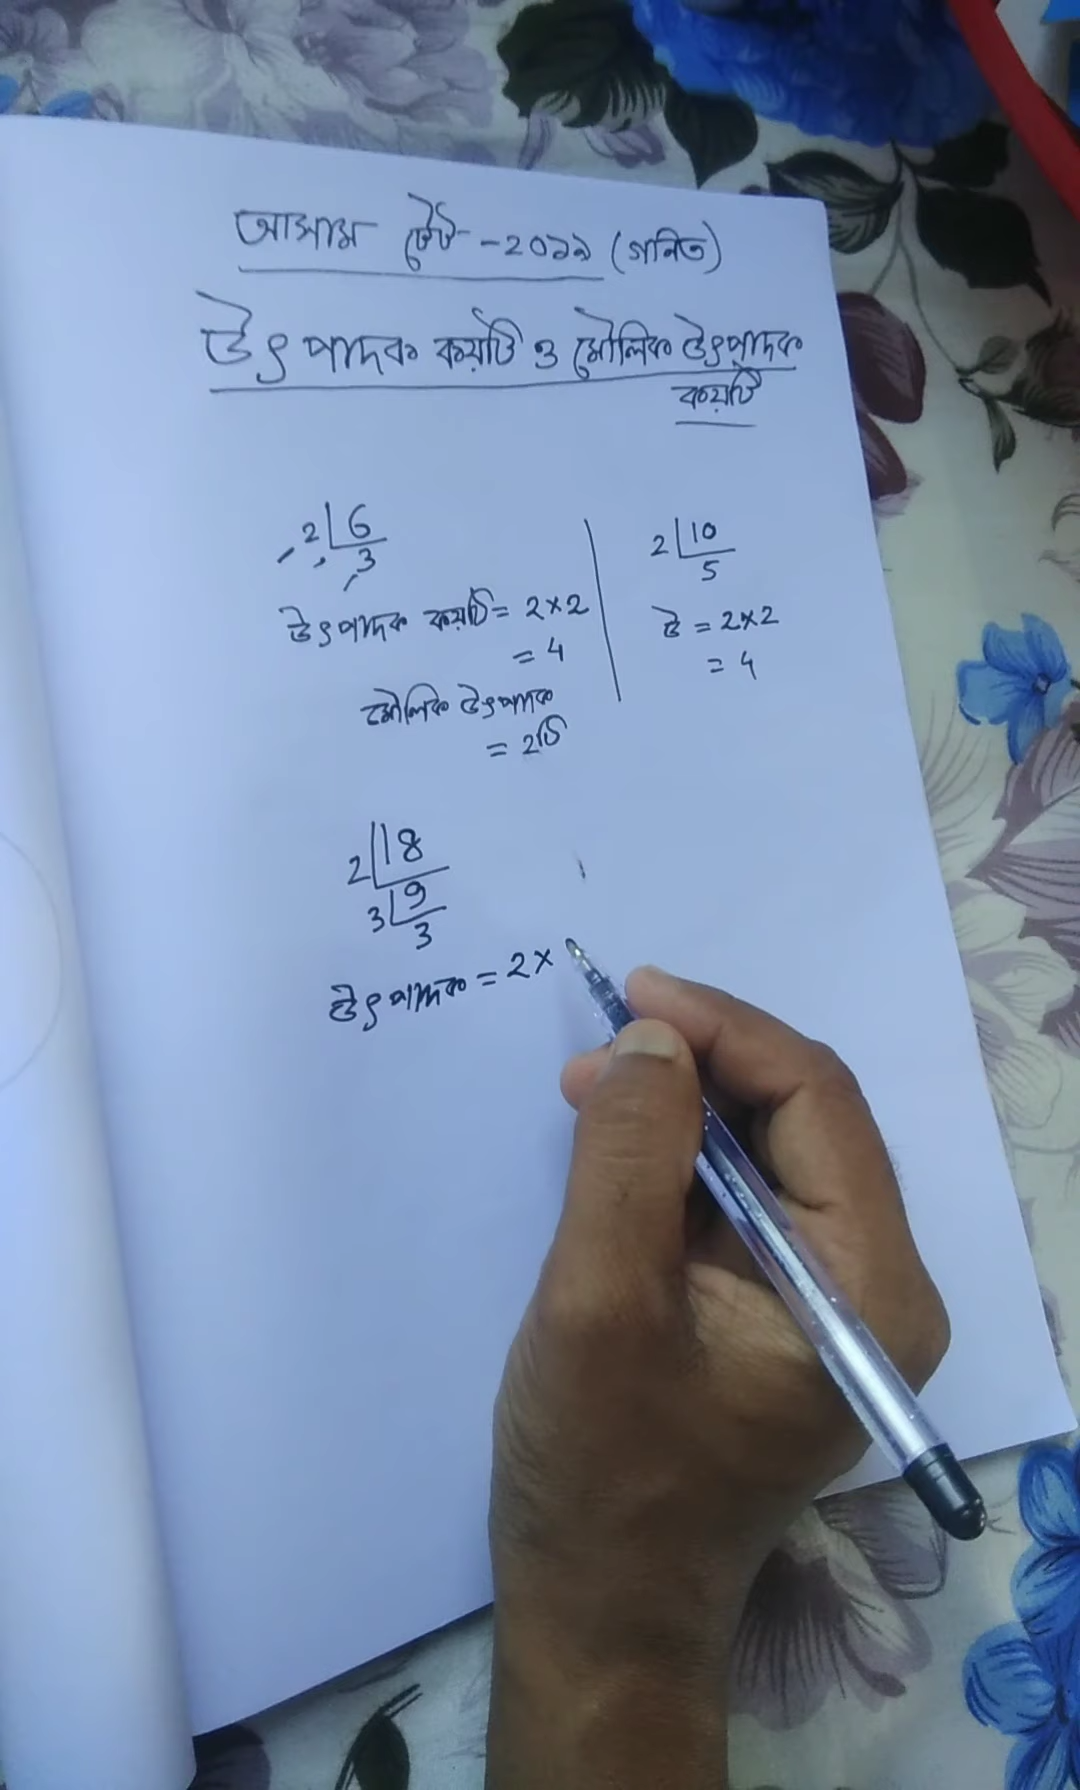 আসাম টেট -২০১৯ (গনিত)
উৎপাদক কয়টি ও মৌলিক উৎপাদক
কয়টি
2 6
3
উৎপাদক কয়টি = 2×2
= 4
মৌলিক উৎপাদক
= 2টি
2 10
5
উ = 2×2
= 4
2 18
3 9
3
উৎপাদক = 2×